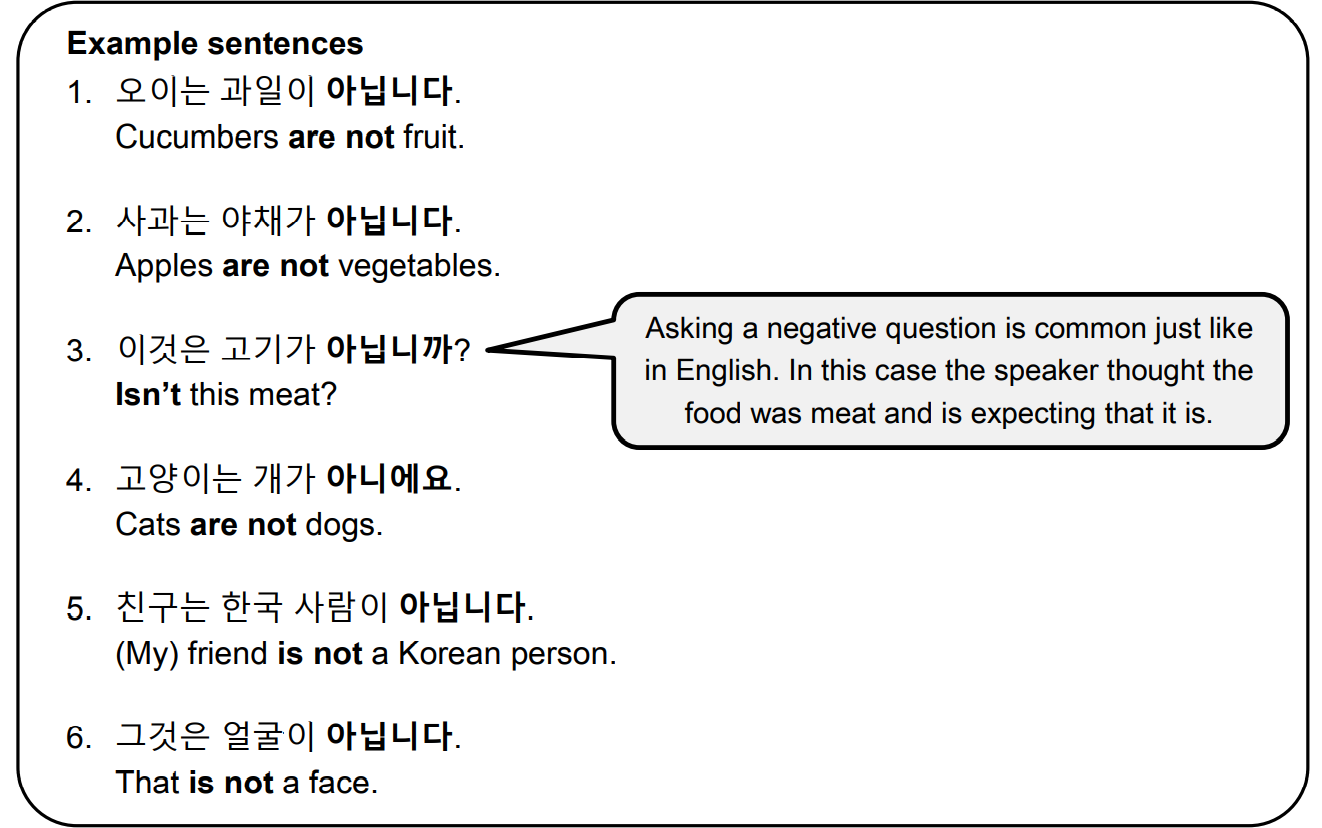 Example sentences
1. 오이는 과일이 아닙니다.
Cucumbers are not fruit.
2. 사과는 야채가 아닙니다.
Apples are not vegetables.
3. 이것은 고기가 아닙니까?
Isn’t this meat?
Asking a negative question is common just like
in English. In this case the speaker thought the
food was meat and is expecting that it is.
4. 고양이는 개가 아니에요.
Cats are not dogs.
5. 친구는 한국 사람이 아닙니다.
(My) friend is not a Korean person.
6. 그것은 얼굴이 아닙니다.
That is not a face.